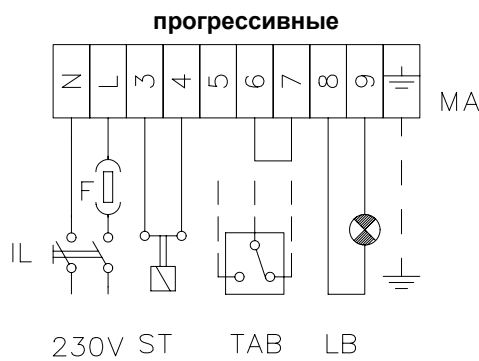 прогрессивные
N L 3 4 5 6 7 8 9
MA
F
IL
230V ST TAB LB